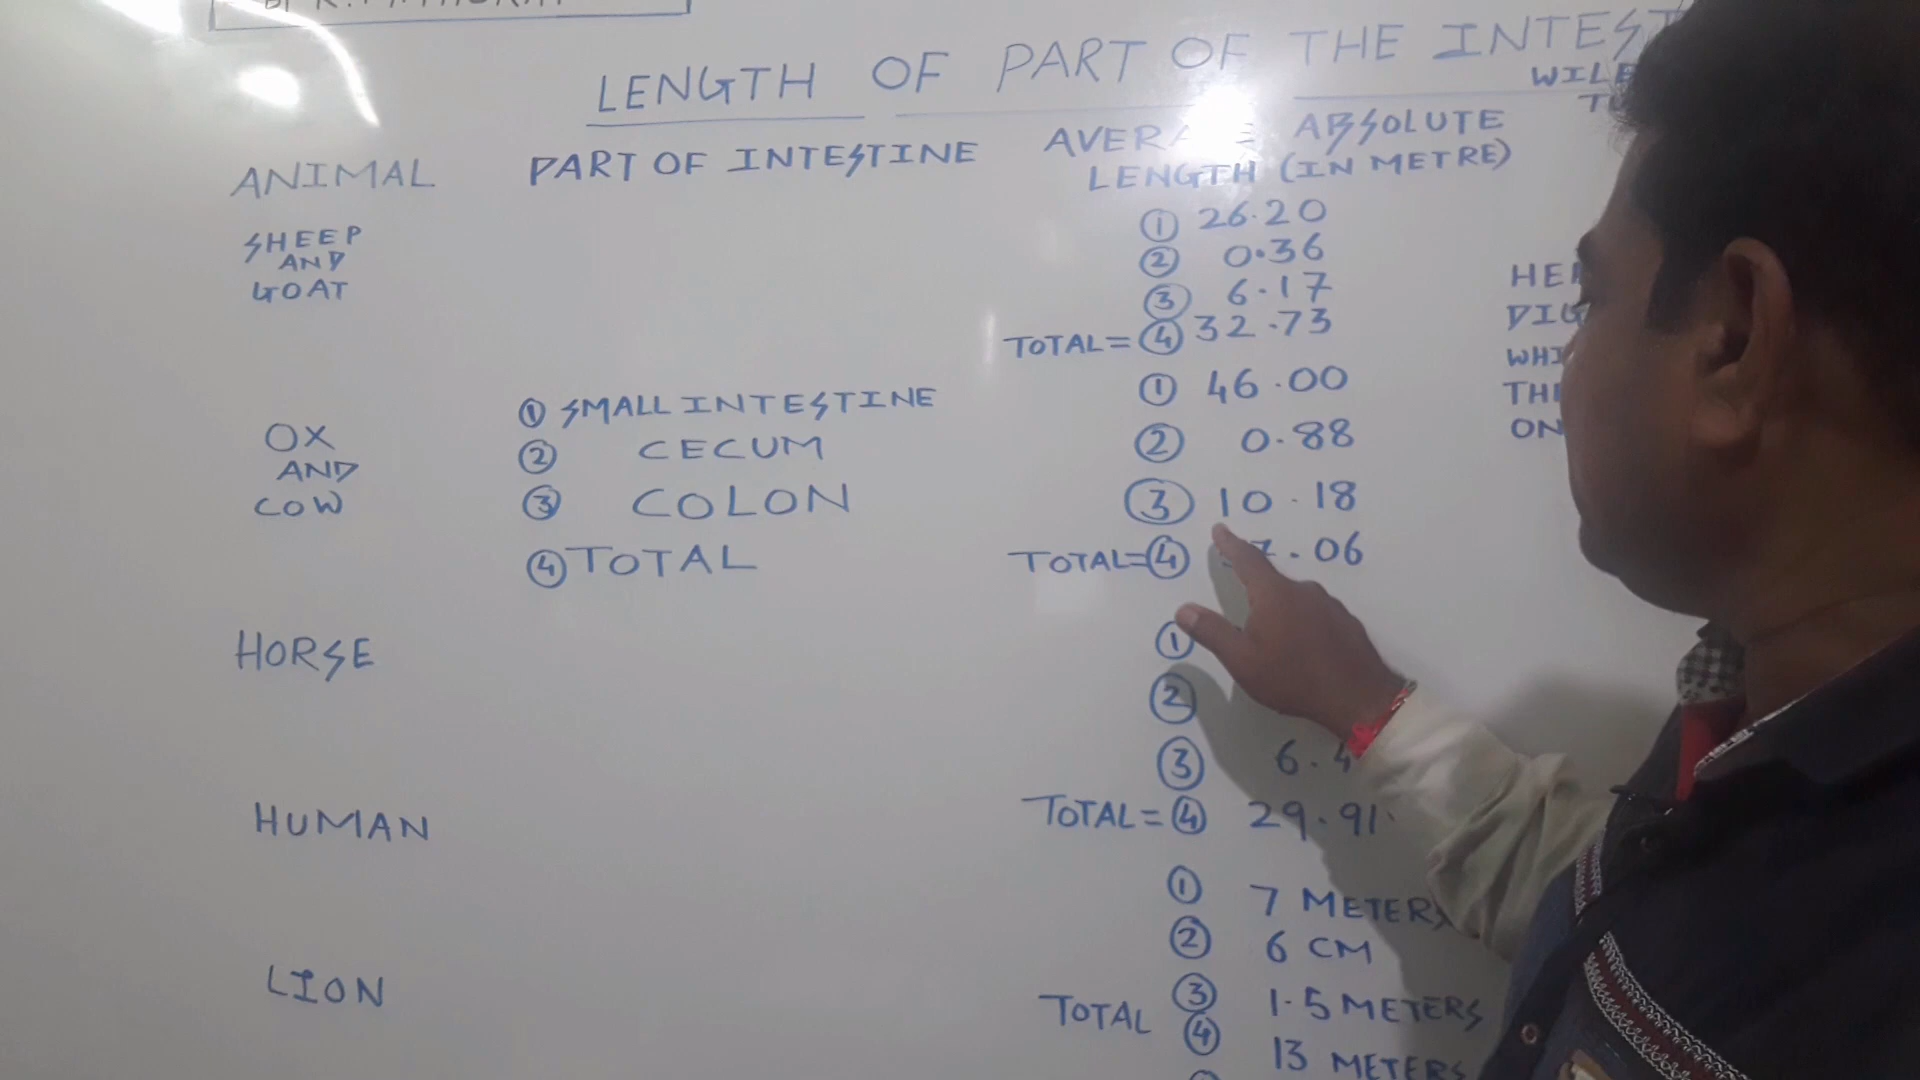 LENGTH OF PART OF THE
ANIMAL PART OF INTESTINE ABSOLUTE
LENGTH (IN METRE)
SHEEP
AND
GOAT
① 26.20
② 0.36
③ 6.17
TOTAL= ④ 32.73
OX
AND
COW
① SMALL INTESTINE
② CECUM
③ COLON
④ TOTAL
① 46.00
② 0.88
③ 10.18
TOTAL=④ .06
HORSE
①
②
③ 6.4
TOTAL= ④ 29.91
HUMAN
① 7 METERS
② 6 CM
③ 1.5 METERS
TOTAL ④ 13 METERS
LION
ON